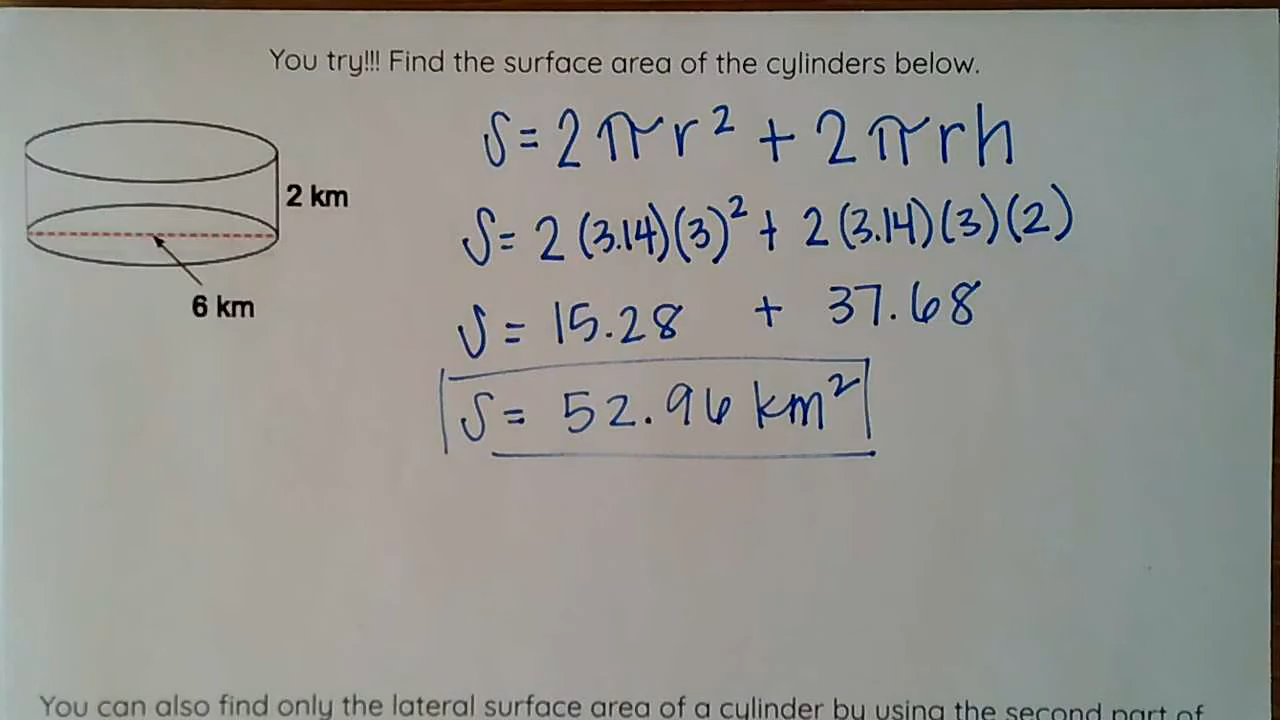 You try!!! Find the surface area of the cylinders below.
S = 2πr² + 2πrh
2 km
S = 2(3.14)(3)² + 2(3.14)(3)(2)
6 km
S = 15.28 + 37.68
S = 52.96 km²
You can also find only the lateral surface area of a cylinder by using the second part of